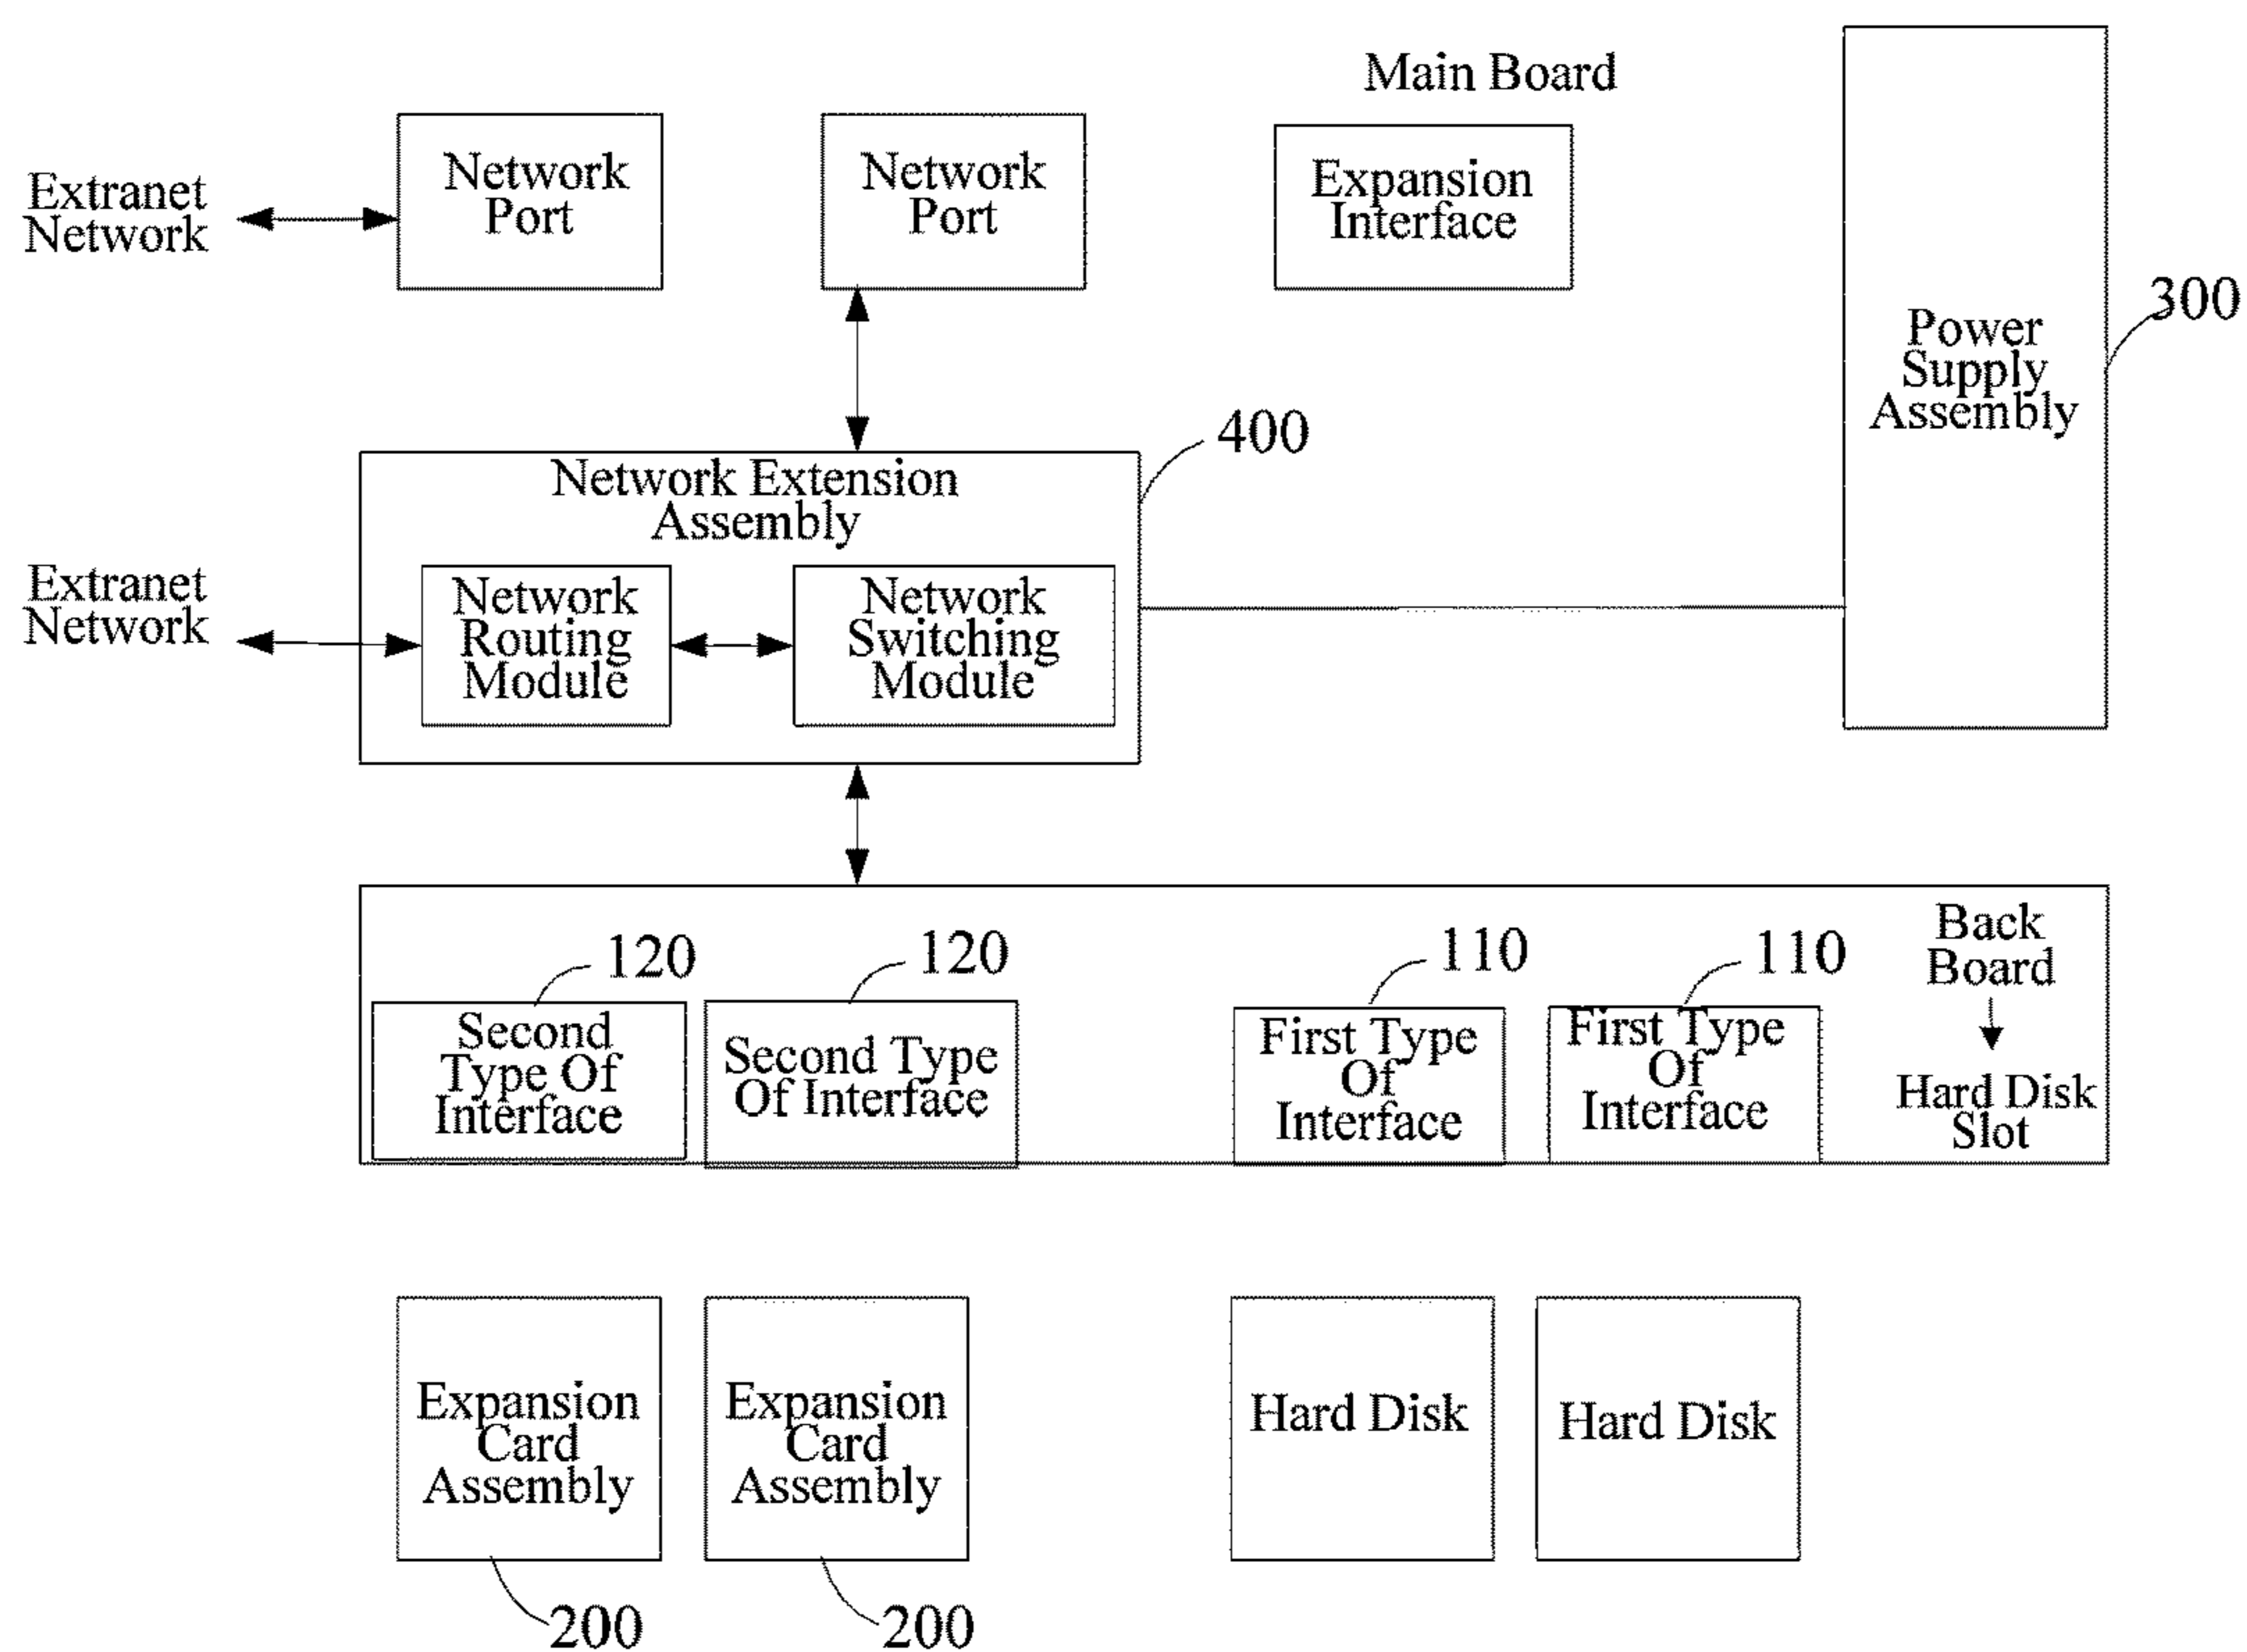 Main Board
Extranet
Network
Network
Port
Network
Port
Expansion
Interface
Power
Supply
Assembly
300
400
Network Extension
Assembly
Extranet
Network
Network
Routing
Module
Network
Switching
Module
120
120
110
110
Back
Board
Hard Disk
Slot
Second
Type Of
Interface
Second Type
Of Interface
First Type
Of
Interface
First Type
Of
Interface
Expansion
Card
Assembly
Expansion
Card
Assembly
Hard Disk
Hard Disk
200
200